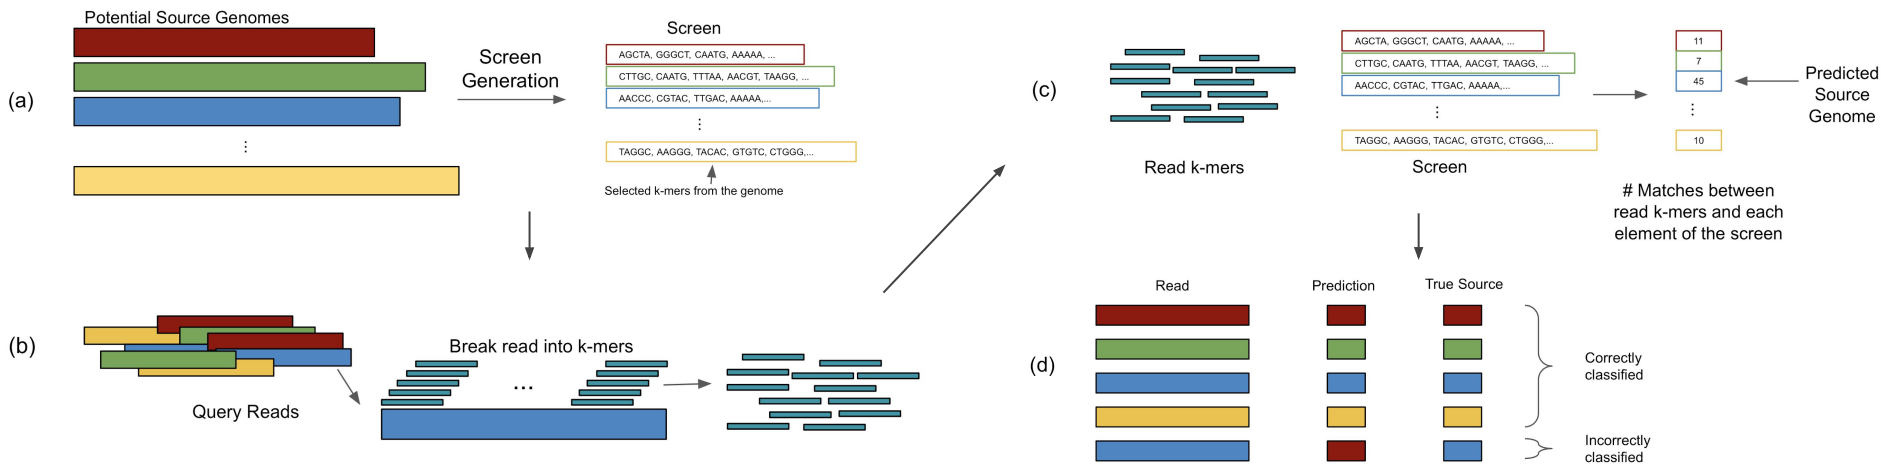 Potential Source Genomes
(a)
Screen
Generation
Screen
AGCTA, GGGCT, CAATG, AAAAA, ...
CTTGC, CAATG, TTTAA, AACGT, TAAGG, ...
AACCC, CGTAC, TTGAC, AAAAA,...
TAGGC, AAGGG, TACAC, GTGTC, CTGGG,...
Selected k-mers from the genome
(b)
Query Reads
Break read into k-mers
...
(c)
Read k-mers
AGCTA, GGGCT, CAATG, AAAAA, ...
CTTGC, CAATG, TTTAA, AACGT, TAAGG, ...
AACCC, CGTAC, TTGAC, AAAAA,...
TAGGC, AAGGG, TACAC, GTGTC, CTGGG,...
Screen
11
7
45
10
Predicted
Source
Genome
# Matches between
read k-mers and each
element of the screen
(d)
Read
Prediction
True Source
Correctly
classified
Incorrectly
classified